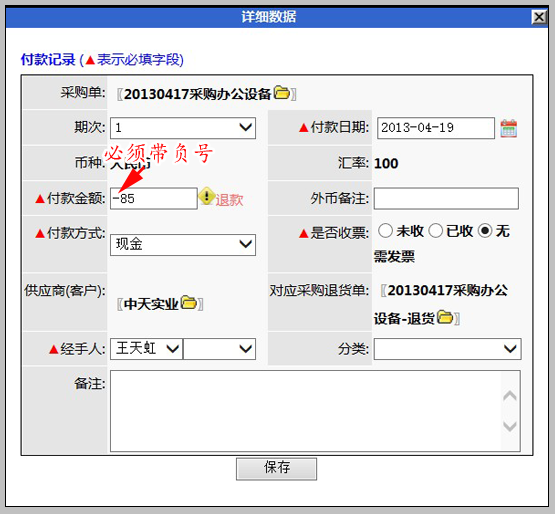 详细数据
付款记录 (▲表示必填字段)
采购单: 〖20130417采购办公设备〗
期次: 1
▲付款日期: 2013-04-19
必须带负号
币种: 人民币
汇率: 100
▲付款金额: -85 退款
外币备注:
▲付款方式: 现金
▲是否收票: 未收 已收 无
需发票
供应商(客户): 〖中天实业〗
对应采购退货单: 〖20130417采购办公
设备-退货〗
▲经手人: 王天虹
分类:
备注:
保存